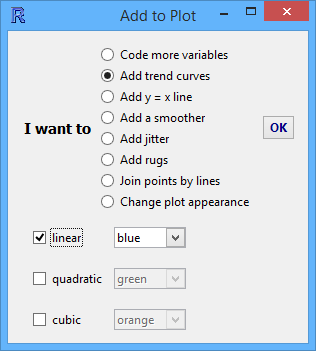 Add to Plot
Code more variables
Add trend curves
Add y = x line
I want to
Add a smoother
OK
Add jitter
Add rugs
Join points by lines
Change plot appearance
linear blue
quadratic green
cubic orange